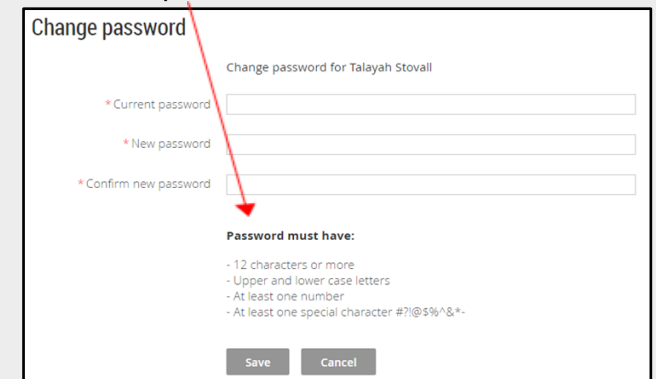 Change password
Change password for Talayah Stovall
* Current password
* New password
* Confirm new password
Password must have:
- 12 characters or more
- Upper and lower case letters
- At least one number
- At least one special character #?!@$%^&*-
Save Cancel